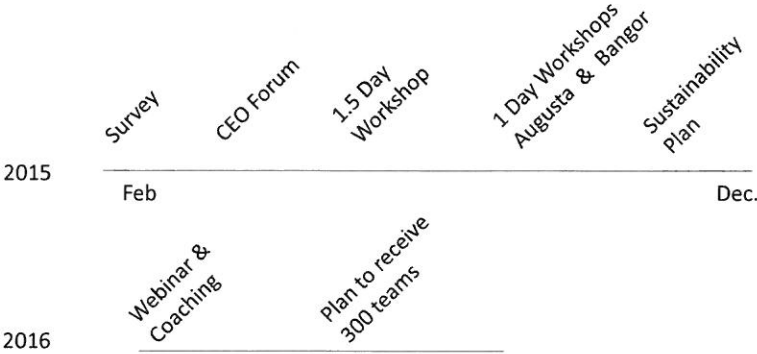 Survey
CEO Forum
1.5 Day
Workshop
1 Day Workshops
Augusta & Bangor
Sustainability
Plan
2015
Feb
Dec.
Webinar &
Coaching
Plan to receive
300 teams
2016